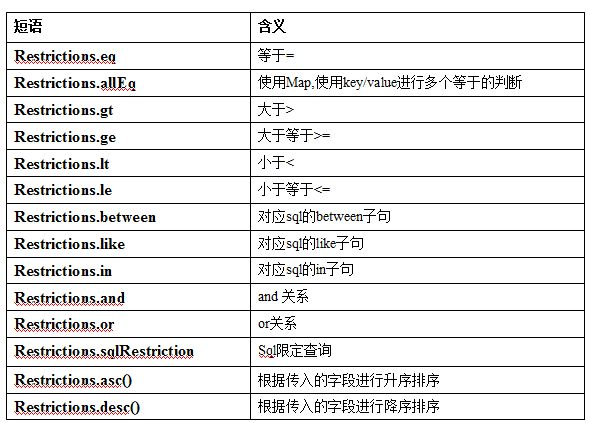 短语 含义
Restrictions.eq 等于=
Restrictions.allEq 使用Map,使用key/value进行多个等于的判断
Restrictions.gt 大于>
Restrictions.ge 大于等于>=
Restrictions.lt 小于<
Restrictions.le 小于等于<=
Restrictions.between 对应sql的between子句
Restrictions.like 对应sql的like子句
Restrictions.in 对应sql的in子句
Restrictions.and and 关系
Restrictions.or or关系
Restrictions.sqlRestriction Sql限定查询
Restrictions.asc() 根据传入的字段进行升序排序
Restrictions.desc() 根据传入的字段进行降序排序